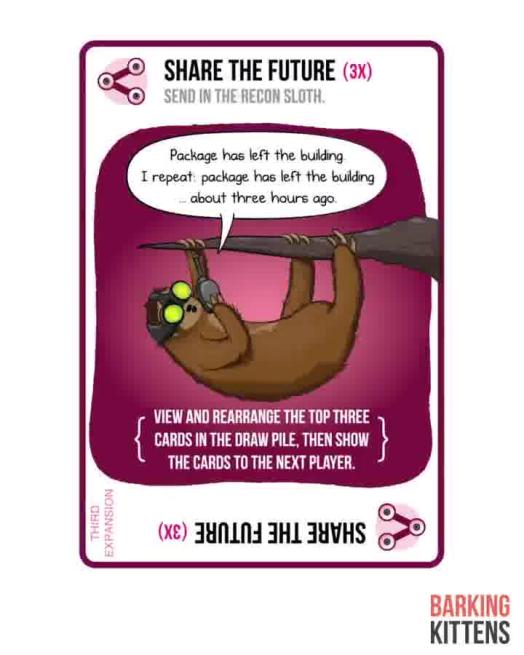 SHARE THE FUTURE (3X)
SEND IN THE RECON SLOTH.
Package has left the building.
I repeat: package has left the building
... about three hours ago.
VIEW AND REARRANGE THE TOP THREE
CARDS IN THE DRAW PILE, THEN SHOW
THE CARDS TO THE NEXT PLAYER.
THIRD
EXPANSION
SHARE THE FUTURE (3X)
BARKING
KITTENS